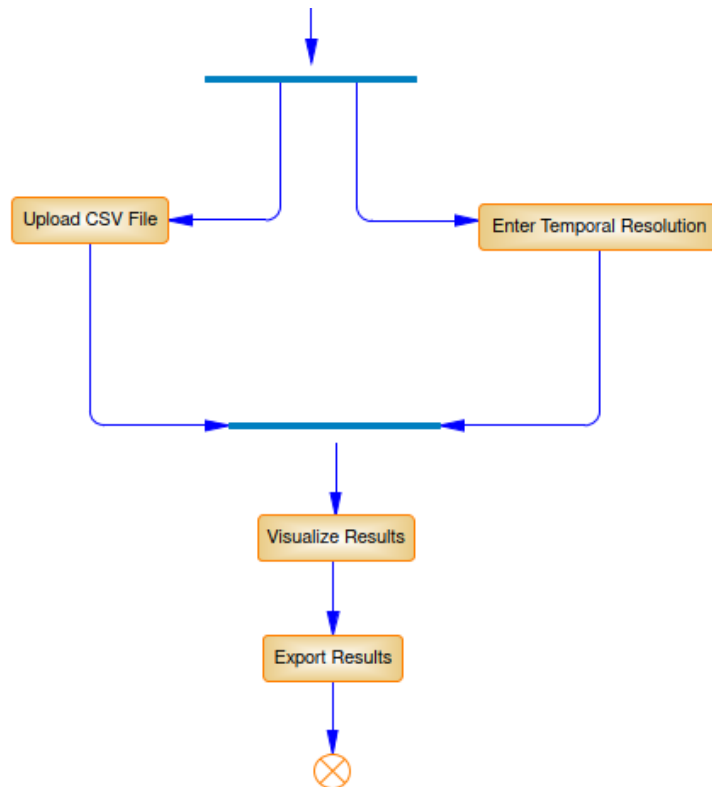 Upload CSV File
Enter Temporal Resolution
Visualize Results
Export Results